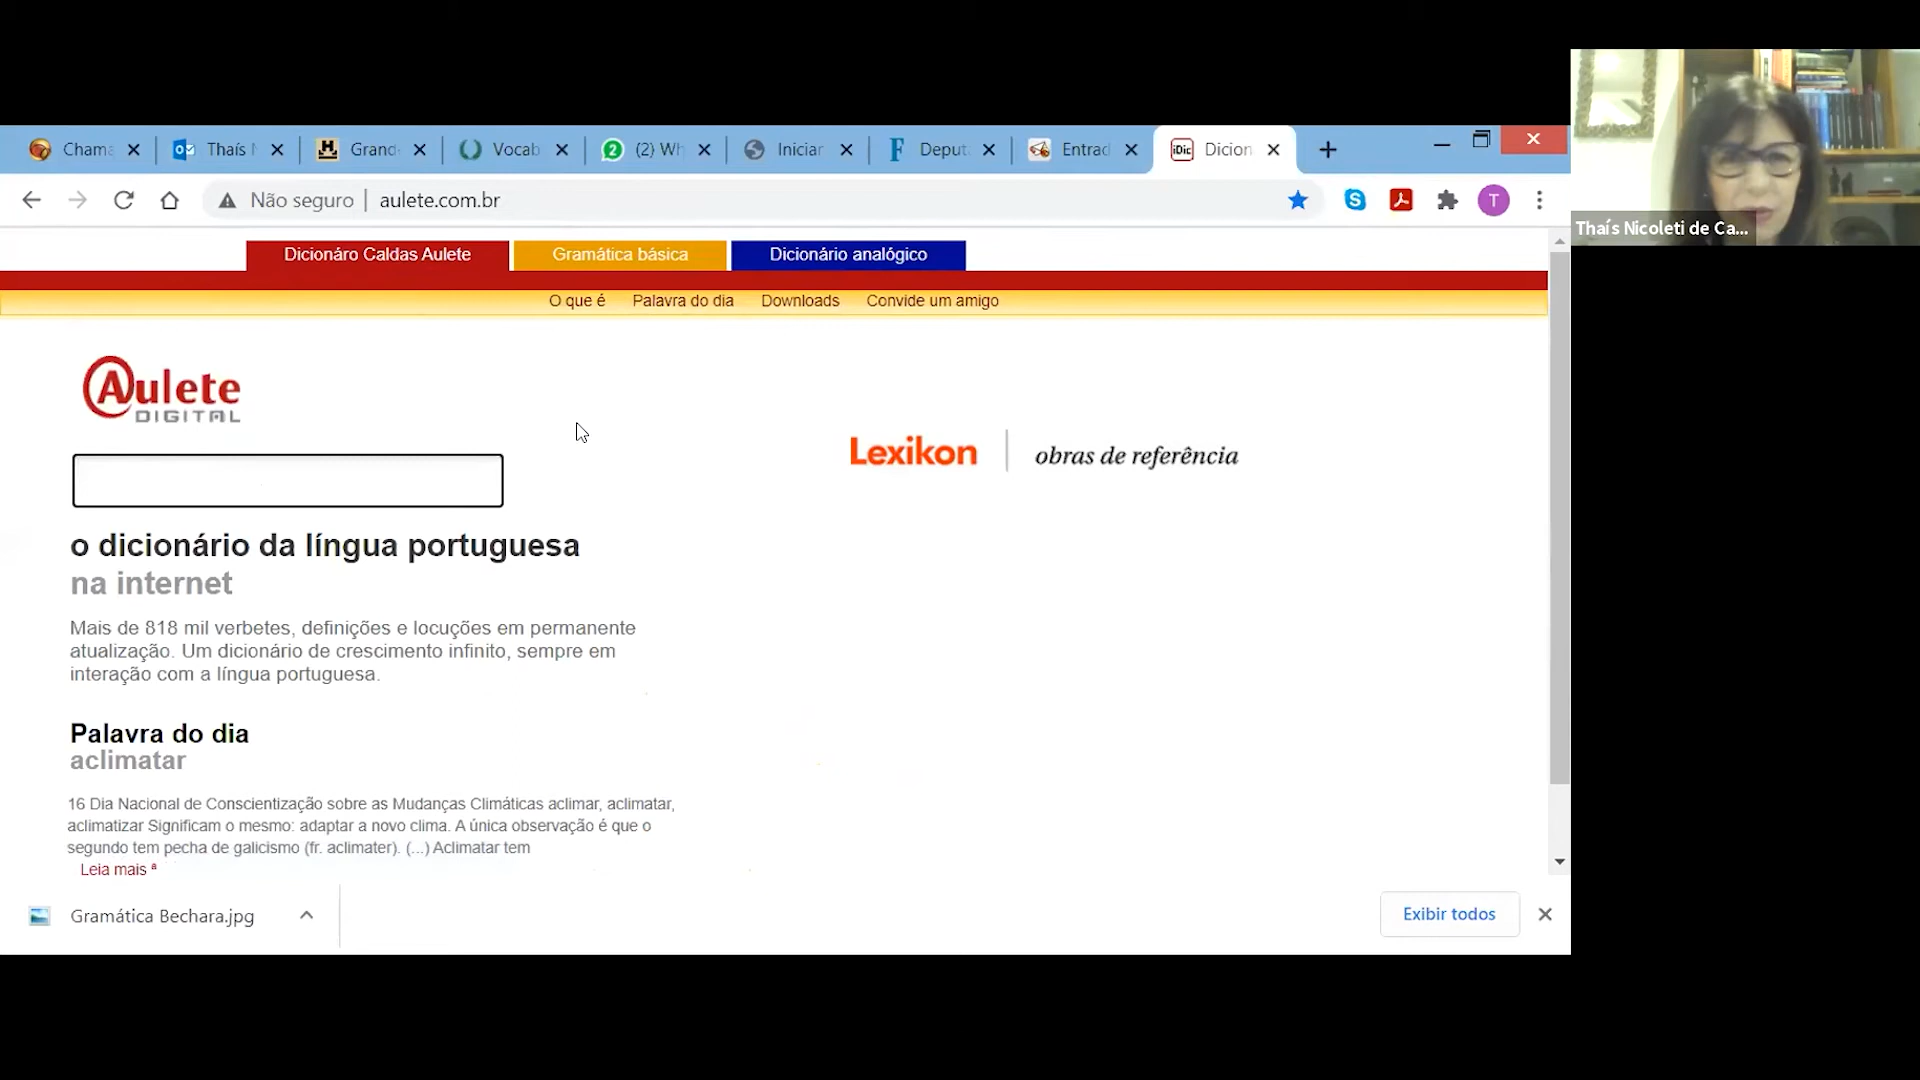 Chama
Thaís N
Grand
Vocab
(2) Wh
Iniciar
Deput
Entrad
Dicion
Não seguro | aulete.com.br
T
Thaís Nicoleti de Ca...
Dicionáro Caldas Aulete
Gramática básica
Dicionário analógico
O que é
Palavra do dia
Downloads
Convide um amigo
Aulete
DIGITAL
Lexikon | obras de referência
o dicionário da língua portuguesa
na internet
Mais de 818 mil verbetes, definições e locuções em permanente
atualização. Um dicionário de crescimento infinito, sempre em
interação com a língua portuguesa.
Palavra do dia
aclimatar
16 Dia Nacional de Conscientização sobre as Mudanças Climáticas aclimar, aclimatar,
aclimatizar Significam o mesmo: adaptar a novo clima. A única observação é que o
segundo tem pecha de galicismo (fr. aclimater). (...) Aclimatar tem
Leia mais ª
Gramática Bechara.jpg
Exibir todos